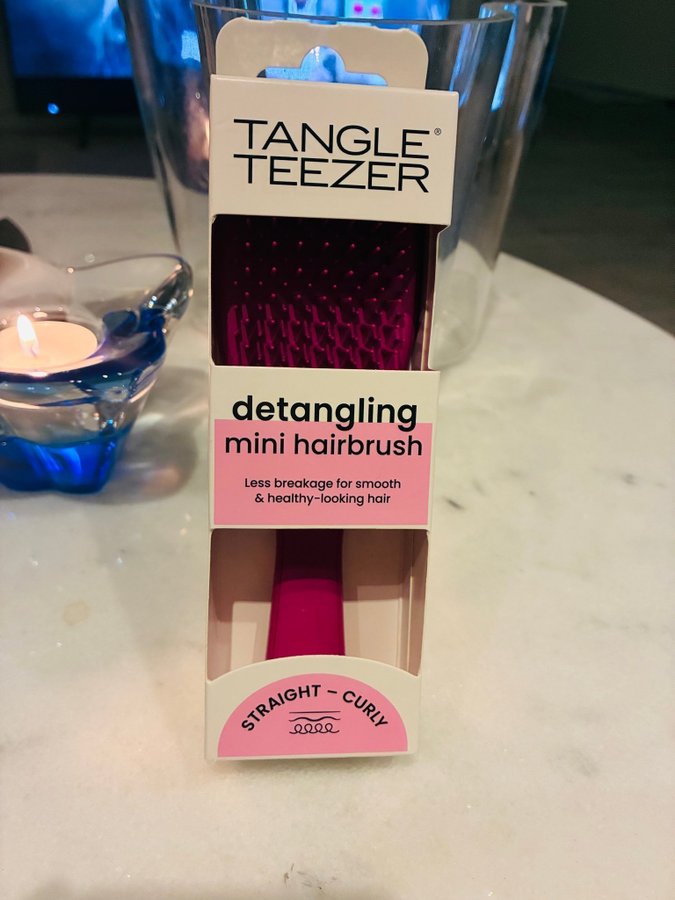 TANGLE®
TEEZER
detangling
mini hairbrush
Less breakage for smooth
& healthy-looking hair
STRAIGHT – CURLY